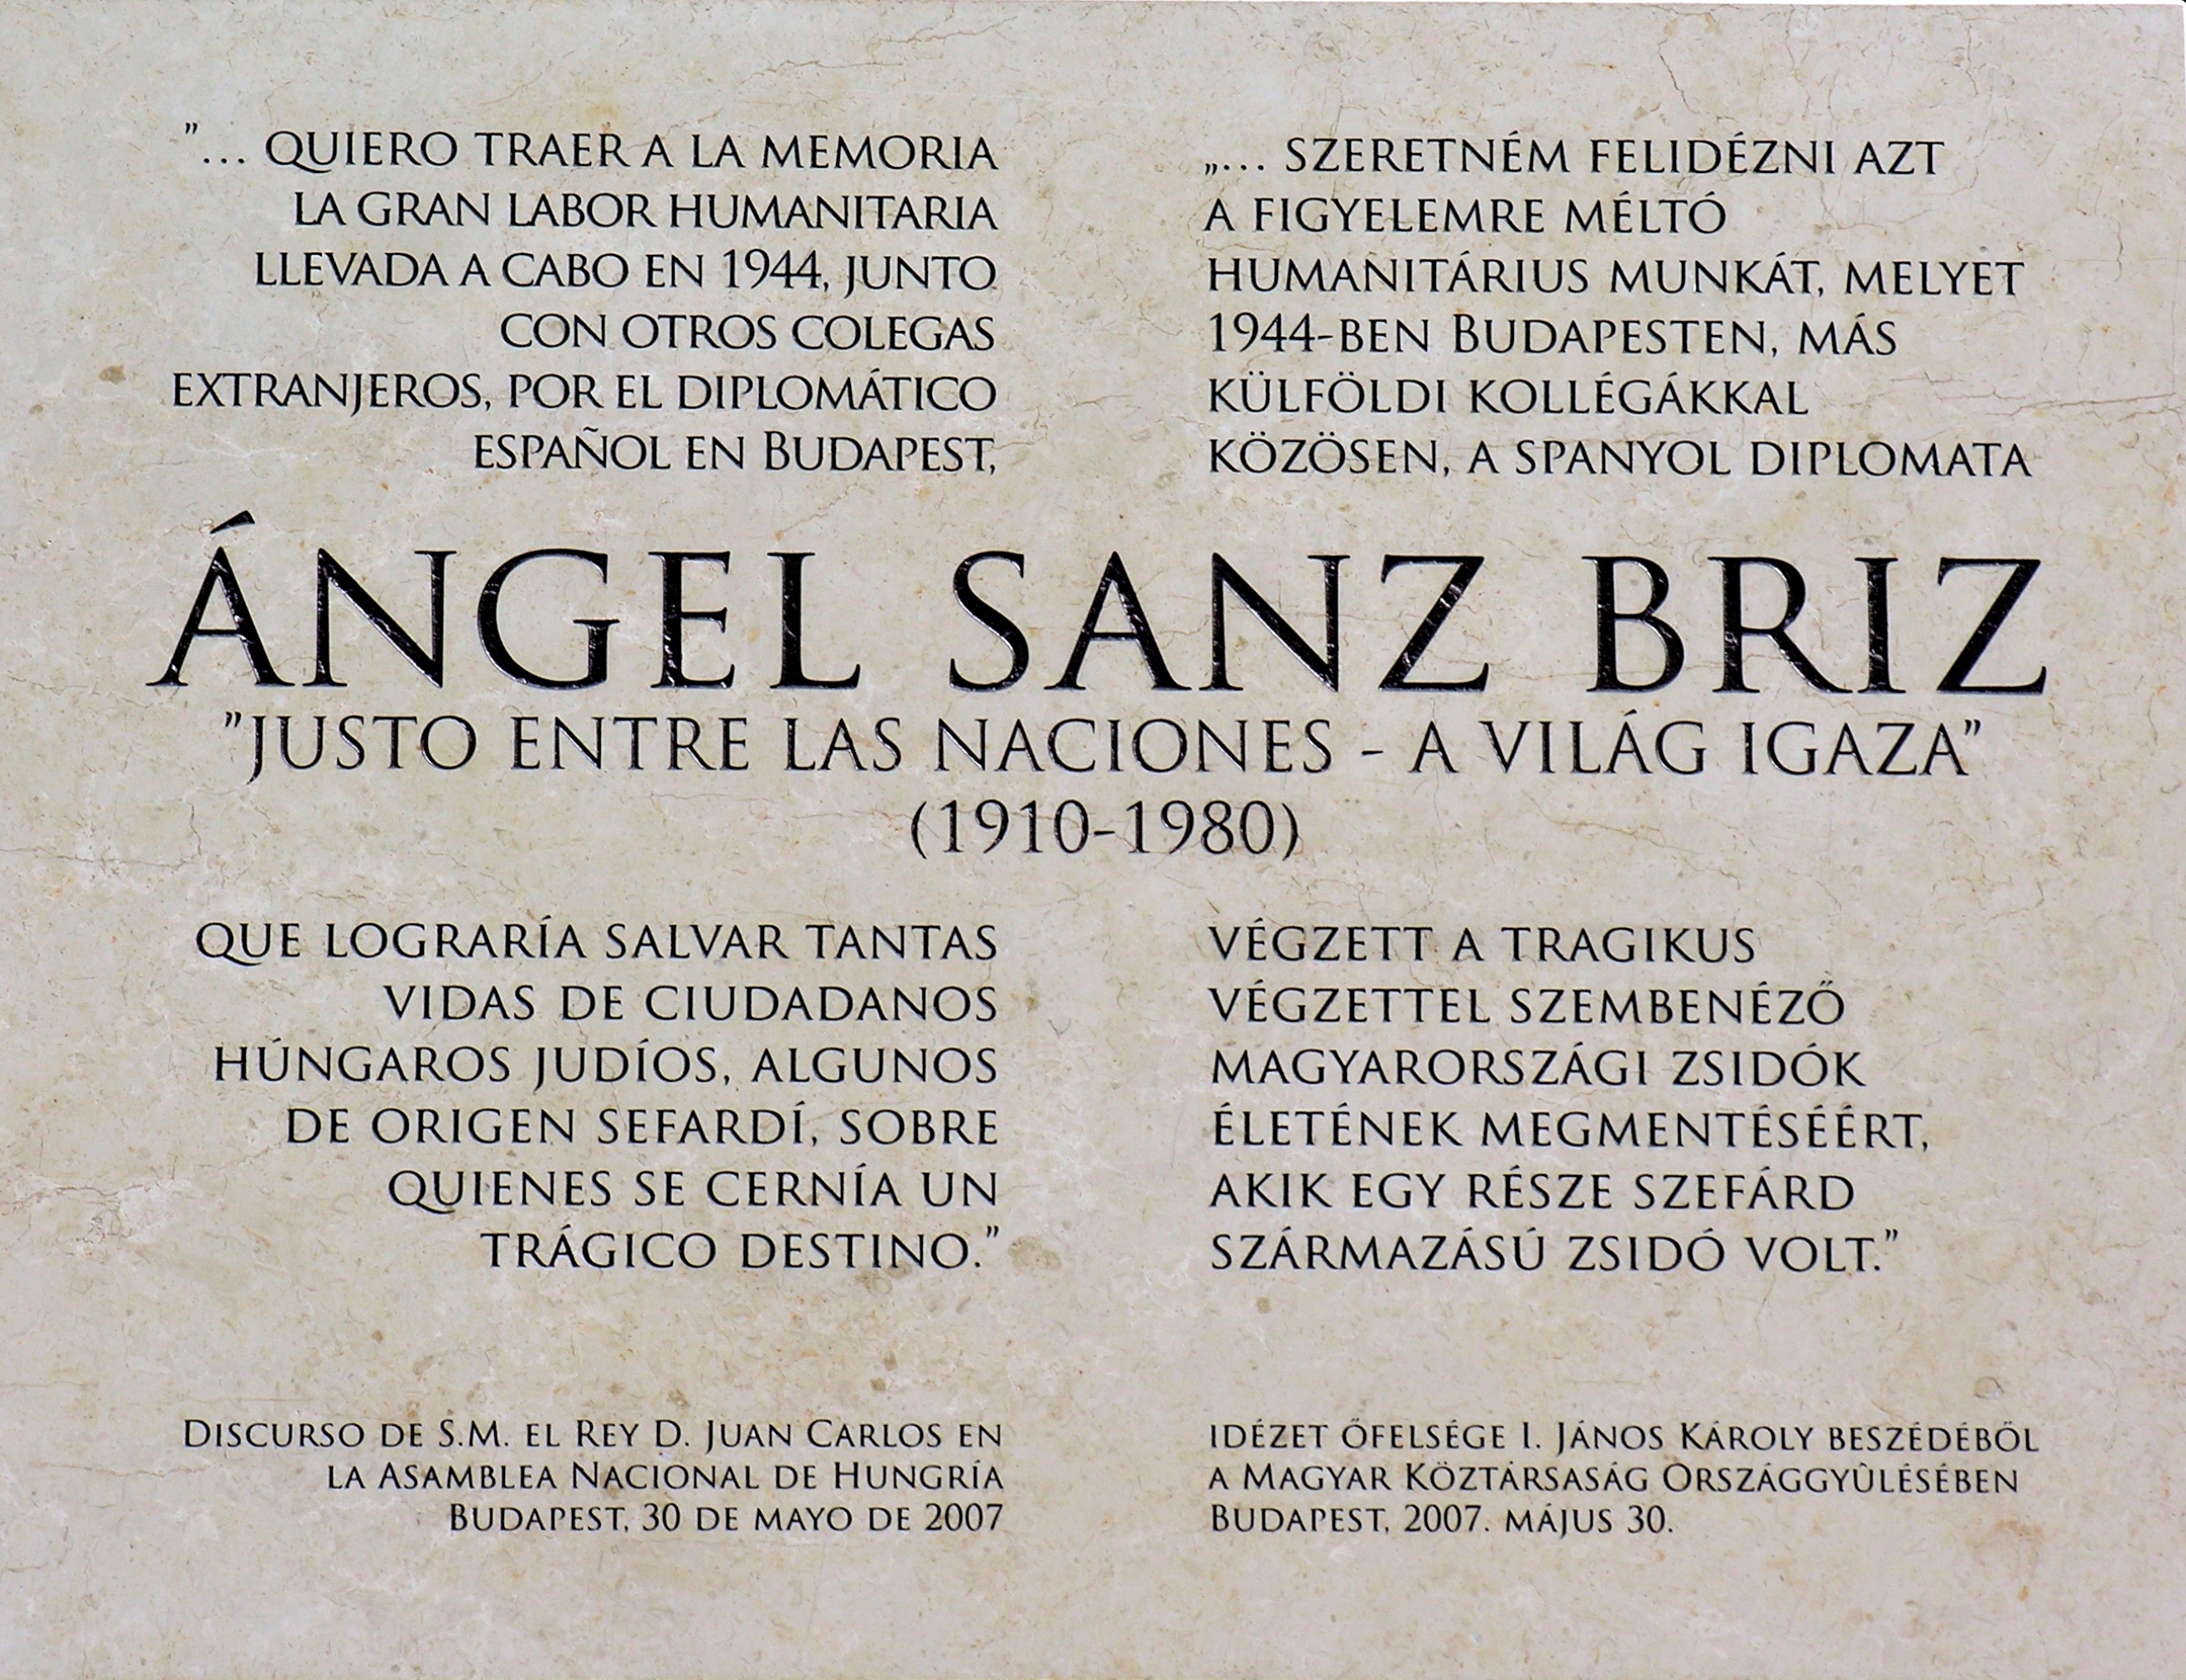 "... QUIERO TRAER A LA MEMORIA
LA GRAN LABOR HUMANITARIA
LLEVADA A CABO EN 1944, JUNTO
CON OTROS COLEGAS
EXTRANJEROS, POR EL DIPLOMÁTICO
ESPAÑOL EN BUDAPEST,
„... SZERETNÉM FELIDÉZNI AZT
A FIGYELEMRE MÉLTÓ
HUMANITÁRIUS MUNKÁT, MELYET
1944-BEN BUDAPESTEN, MÁS
KÜLFÖLDI KOLLÉGÁKKAL
KÖZÖSEN, A SPANYOL DIPLOMATA
ÁNGEL SANZ BRIZ
"JUSTO ENTRE LAS NACIONES - A VILÁG IGAZA"
(1910-1980)
QUE LOGRARÍA SALVAR TANTAS
VIDAS DE CIUDADANOS
HÚNGAROS JUDÍOS, ALGUNOS
DE ORIGEN SEFARDÍ, SOBRE
QUIENES SE CERNÍA UN
TRÁGICO DESTINO."
VÉGZETT A TRAGIKUS
VÉGZETTEL SZEMBENÉZŐ
MAGYARORSZÁGI ZSIDÓK
ÉLETÉNEK MEGMENTÉSÉÉRT,
AKIK EGY RÉSZE SZEFÁRD
SZÁRMAZÁSÚ ZSIDÓ VOLT."
DISCURSO DE S.M. EL REY D. JUAN CARLOS EN
LA ASAMBLEA NACIONAL DE HUNGRÍA
BUDAPEST, 30 DE MAYO DE 2007
IDÉZET ŐFELSÉGE I. JÁNOS KÁROLY BESZÉDÉBŐL
A MAGYAR KÖZTÁRSASÁG ORSZÁGGYÛLÉSÉBEN
BUDAPEST, 2007. MÁJUS 30.